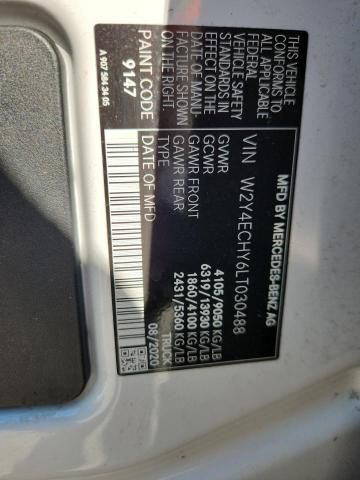 MFD BY MERCEDES-BENZ AG
VIN W2Y4ECHY6LT030488
GVWR 4105/9050 KG/LB
GCWR 6319/13930 KG/LB
GAWR FRONT 1860/4100 KG/LB
GAWR REAR 2431/5360 KG/LB
TYPE TRUCK
DATE OF MFD 08/2020
THIS VEHICLE CONFORMS TO
ALL APPLICABLE FEDERAL MOTOR
VEHICLE SAFETY
STANDARDS IN
EFFECT ON THE
DATE OF MANU-
FACTURE SHOWN
PAINT CODE
9147
A 907 584 34 05